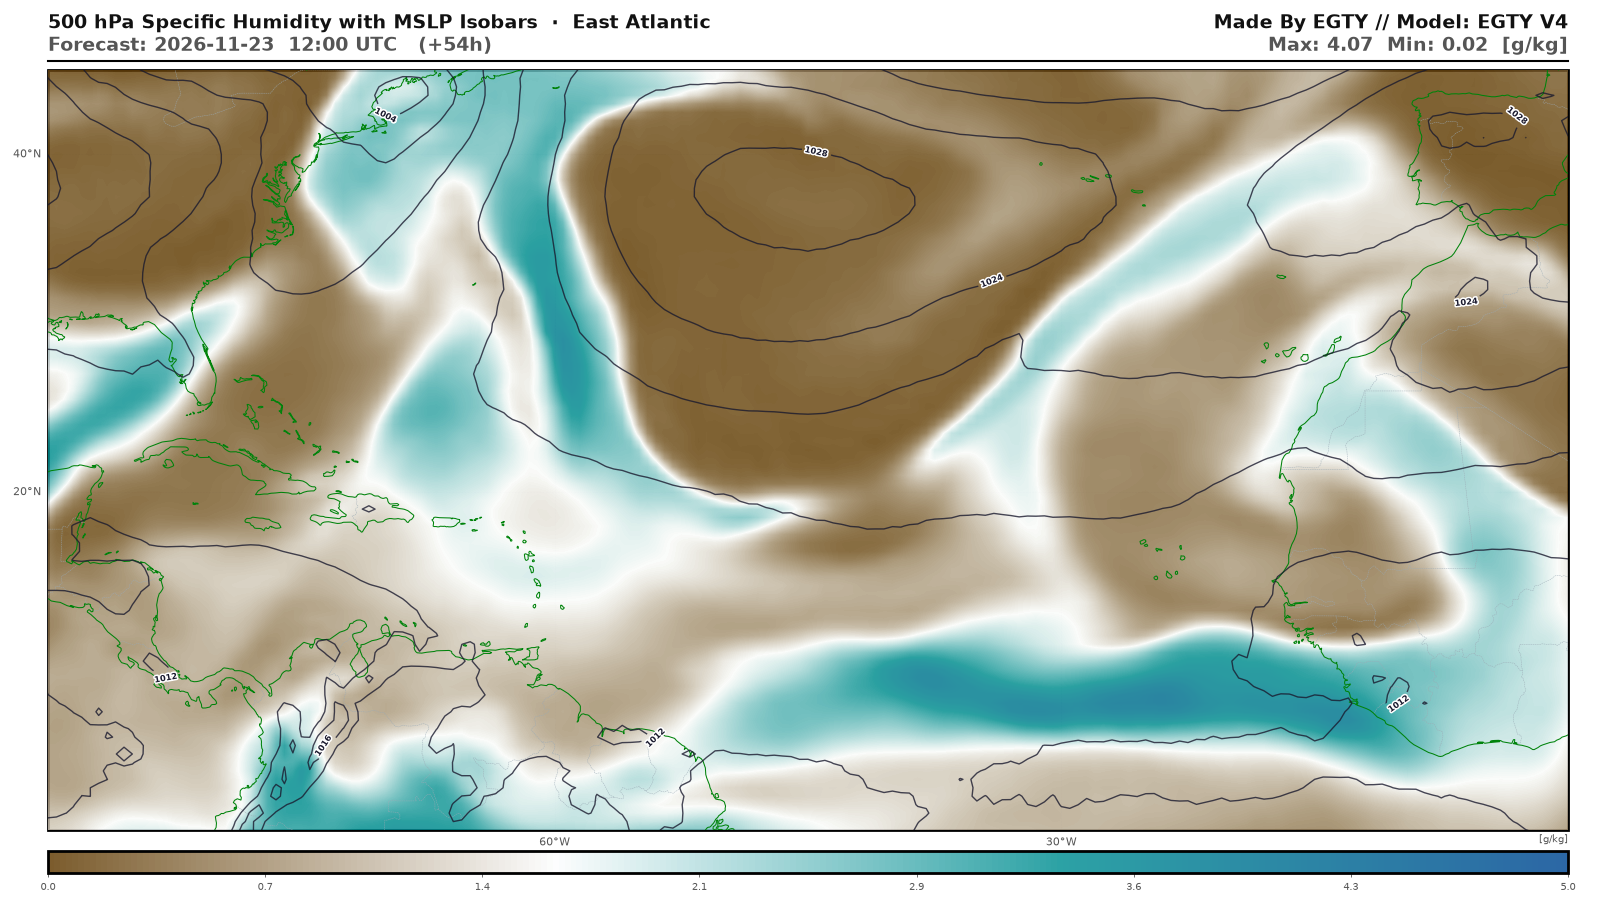 500 hPa Specific Humidity with MSLP Isobars · East Atlantic
Made By EGTY // Model: EGTY V4
Forecast: 2026-11-23 12:00 UTC (+54h)
Max: 4.07 Min: 0.02 [g/kg]
1004
1028
1028
40°N
1024
1024
20°N
1012
1012
1012
1016
60°W
30°W
[g/kg]
0.0
0.7
1.4
2.1
2.9
3.6
4.3
5.0